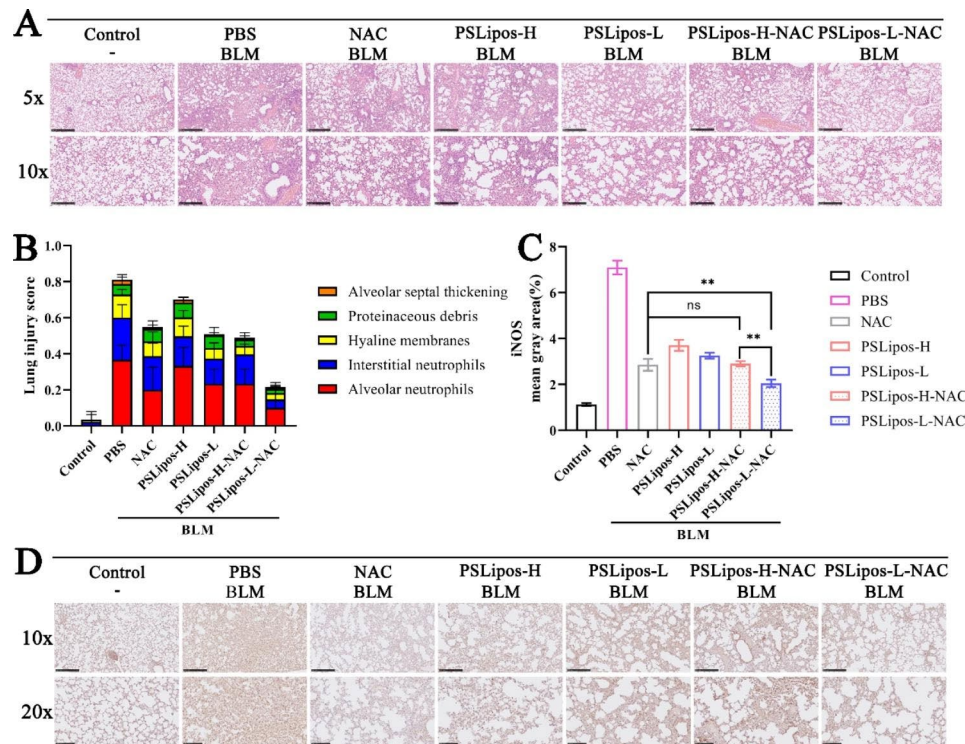 A
Control PBS NAC PSLipos-H PSLipos-L PSLipos-H-NAC PSLipos-L-NAC
- BLM BLM BLM BLM BLM BLM
5x
10x
B
Lung injury score
1.0
0.8
0.6
0.4
0.2
0.0
Control
PBS
NAC
PSLipos-H
PSLipos-L
PSLipos-H-NAC
PSLipos-L-NAC
BLM
Alveolar septal thickening
Proteinaceous debris
Hyaline membranes
Interstitial neutrophils
Alveolar neutrophils
C
iNOS
mean gray area(%)
8
6
4
2
0
**
ns
**
Control
PBS
NAC
PSLipos-H
PSLipos-L
PSLipos-H-NAC
PSLipos-L-NAC
BLM
Control
PBS
NAC
PSLipos-H
PSLipos-L
PSLipos-H-NAC
PSLipos-L-NAC
D
Control PBS NAC PSLipos-H PSLipos-L PSLipos-H-NAC PSLipos-L-NAC
- BLM BLM BLM BLM BLM BLM
10x
20x